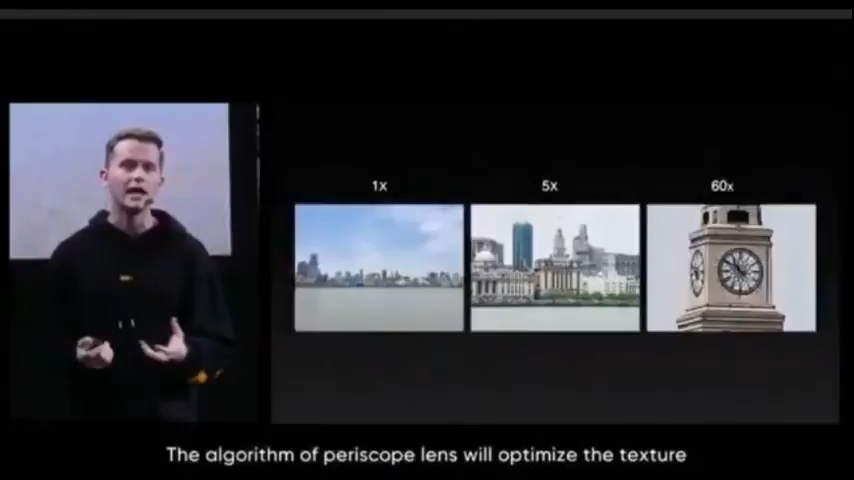 1x
5x
60x
The algorithm of periscope lens will optimize the texture